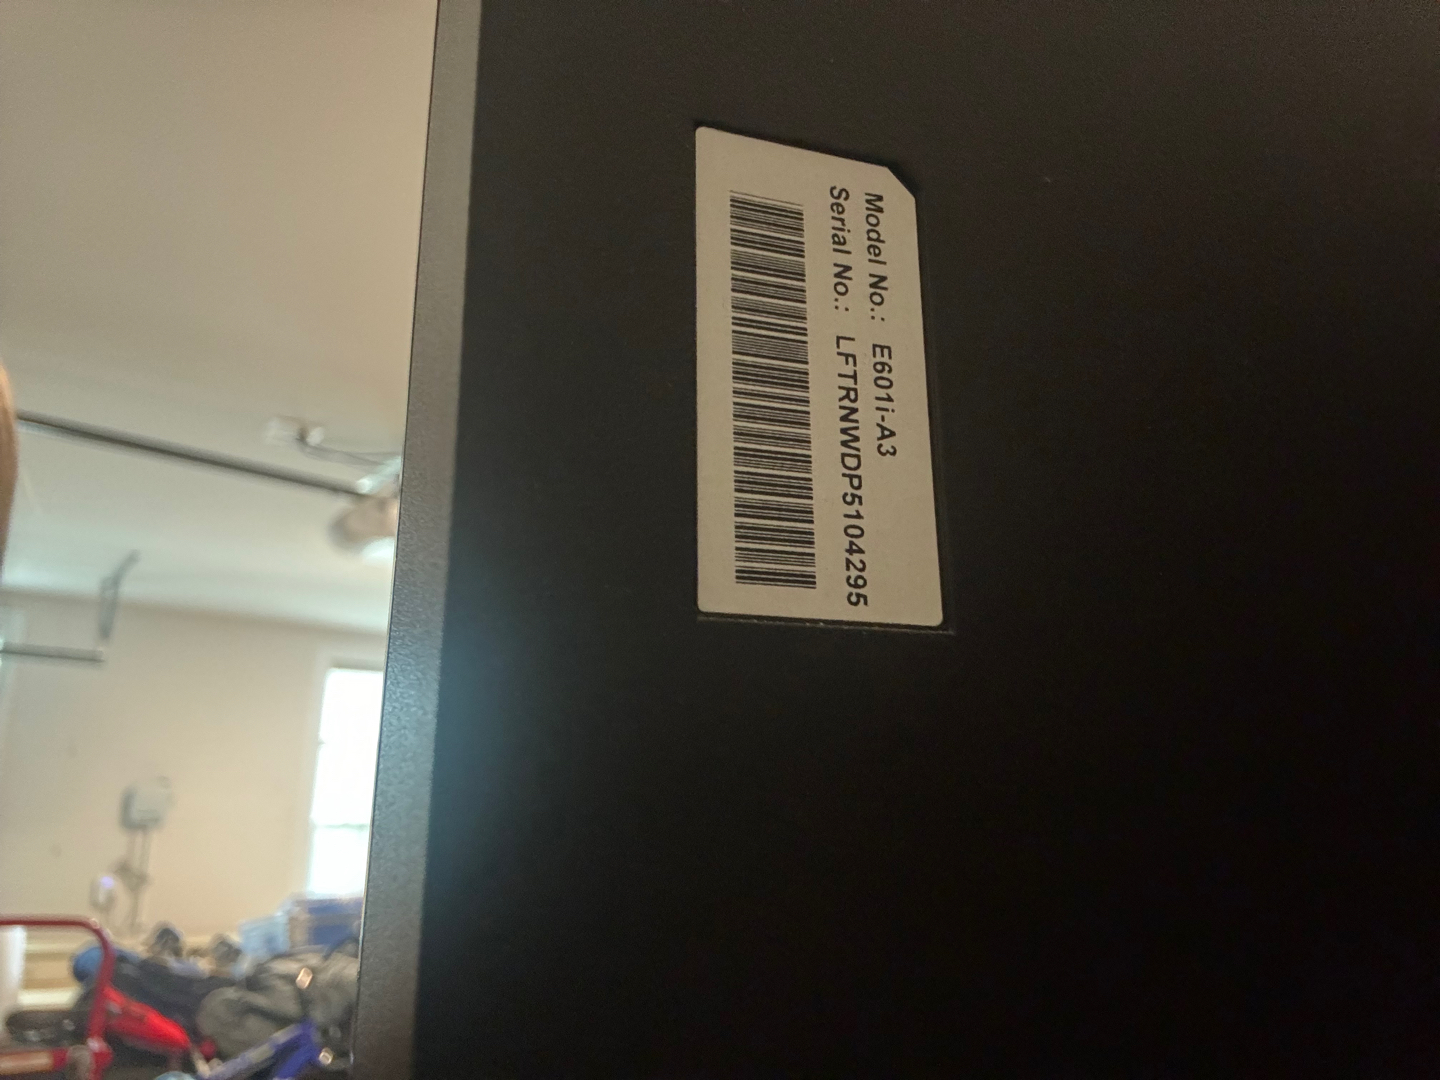 Model No.: E601i-A3
Serial No.: LFTRNWDP5104295